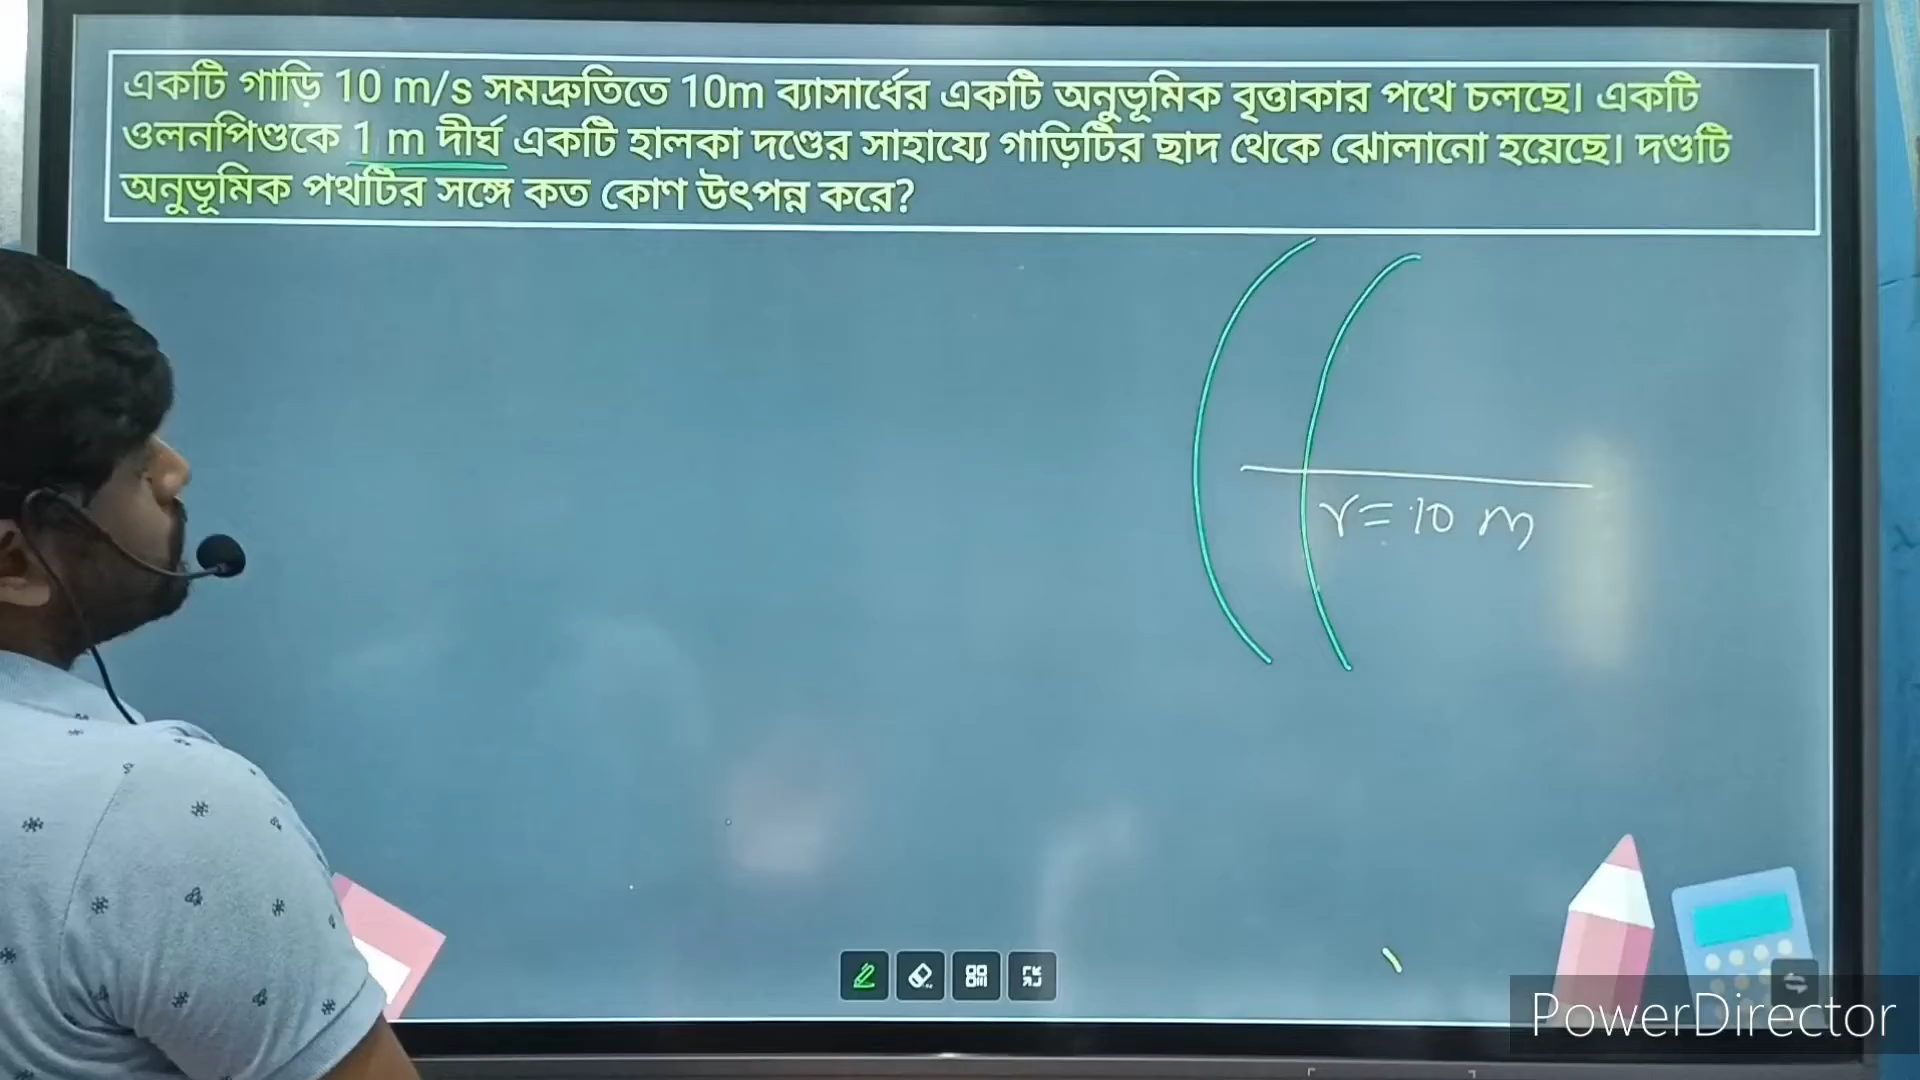 একটি গাড়ি 10 m/s সমদ্রুতিতে 10m ব্যাসার্ধের একটি অনুভূমিক বৃত্তাকার পথে চলছে। একটি
ওলনপিণ্ডকে 1 m দীর্ঘ একটি হালকা দণ্ডের সাহায্যে গাড়িটির ছাদ থেকে ঝোলানো হয়েছে। দণ্ডটি
অনুভূমিক পথটির সঙ্গে কত কোণ উৎপন্ন করে?
r = 10 m
PowerDirector